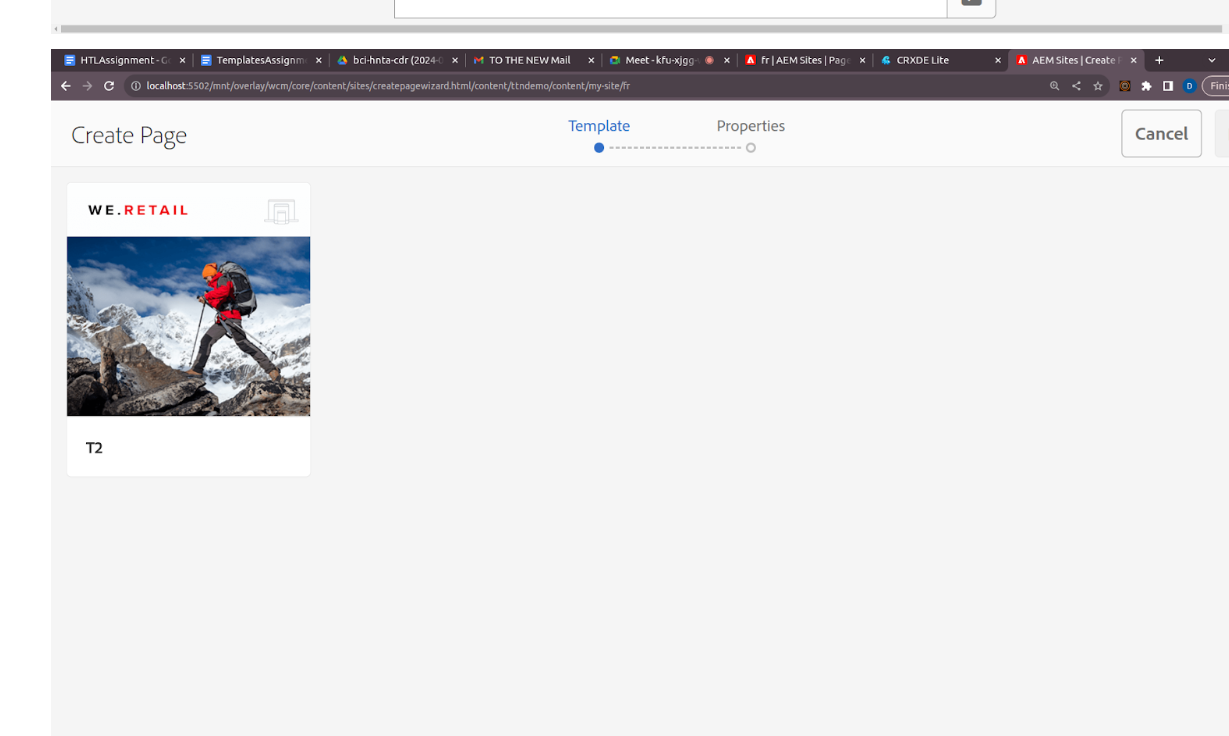 HTLAssignment - G
TemplatesAssignm
bci-hnta-cdr (2024-0
TO THE NEW Mail
Meet - kfu-xjgg-
fr | AEM Sites | Page
CRXDE Lite
AEM Sites | Create P
localhost:5502/mnt/overlay/wcm/core/content/sites/createpagewizard.html/content/ttndemo/content/my-site/fr
D
Finis
Create Page
Template
Properties
Cancel
WE.RETAIL
T2